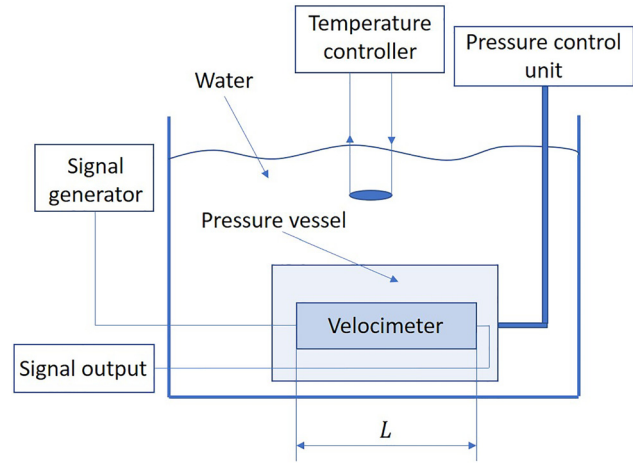 Temperature
controller
Pressure control
unit
Water
Signal
generator
Pressure vessel
Velocimeter
Signal output
L